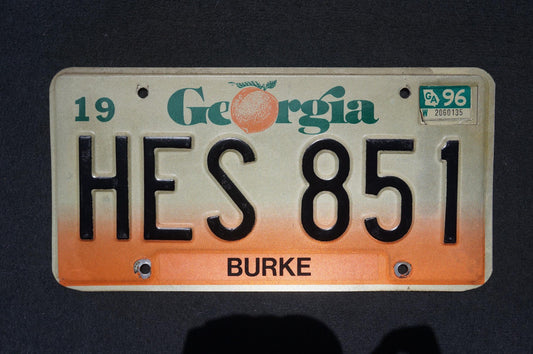 19 Georgia GA 96
W 2060135
HES 851
BURKE